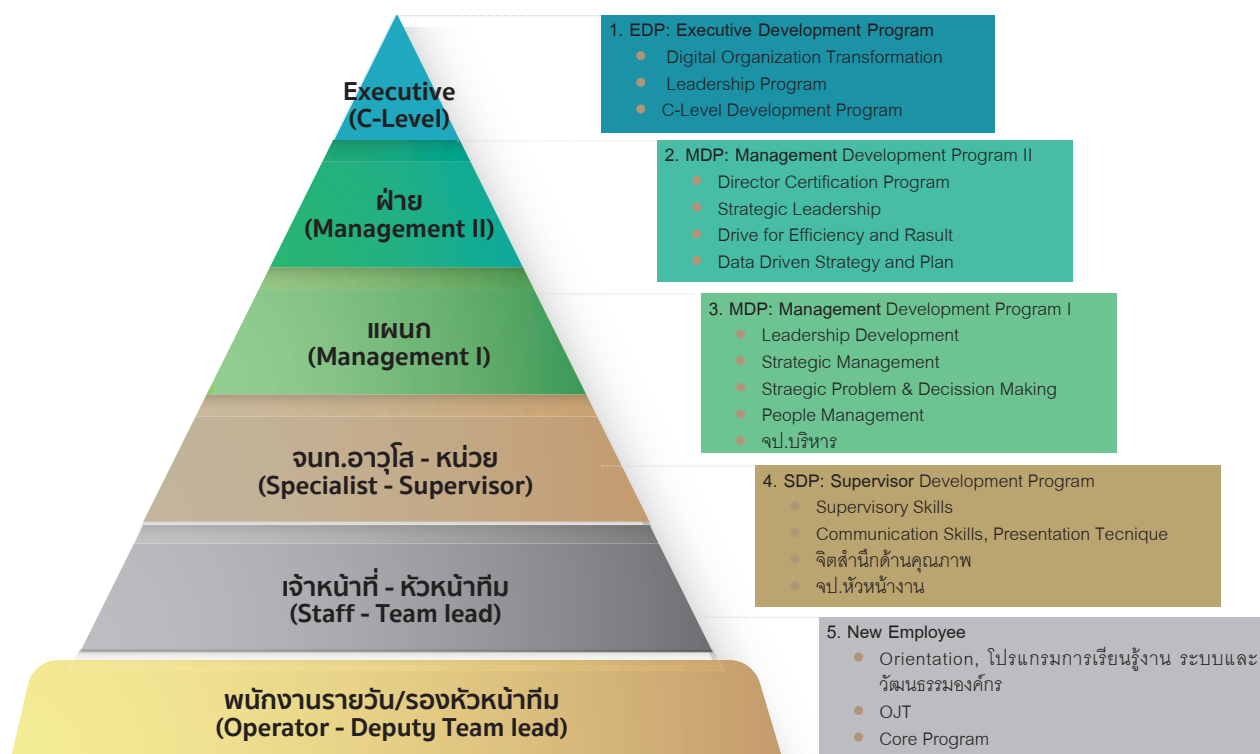 Executive
(C-Level)
ฝ่าย
(Management II)
แผนก
(Management I)
จนท.อาวุโส - หน่วย
(Specialist - Supervisor)
เจ้าหน้าที่ - หัวหน้าทีม
(Staff - Team lead)
พนักงานรายวัน/รองหัวหน้าทีม
(Operator - Deputy Team lead)
1. EDP: Executive Development Program
Digital Organization Transformation
Leadership Program
C-Level Development Program
2. MDP: Management Development Program II
Director Certification Program
Strategic Leadership
Drive for Efficiency and Rasult
Data Driven Strategy and Plan
3. MDP: Management Development Program I
Leadership Development
Strategic Management
Straegic Problem & Decission Making
People Management
จป.บริหาร
4. SDP: Supervisor Development Program
Supervisory Skills
Communication Skills, Presentation Tecnique
จิตสำนึกด้านคุณภาพ
จป.หัวหน้างาน
5. New Employee
Orientation, โปรแกรมการเรียนรู้งาน ระบบและ
วัฒนธรรมองค์กร
OJT
Core Program